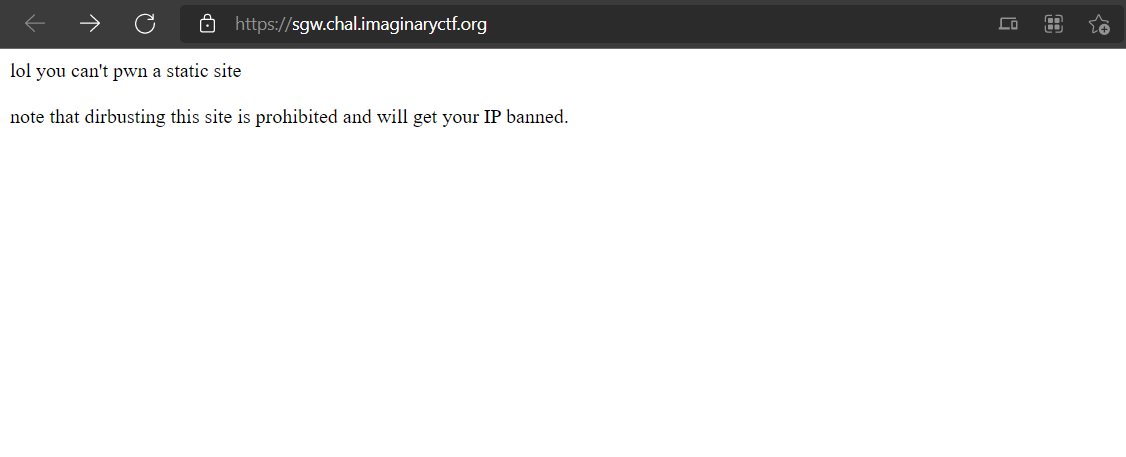 https://sgw.chal.imaginaryctf.org
lol you can't pwn a static site
note that dirbusting this site is prohibited and will get your IP banned.